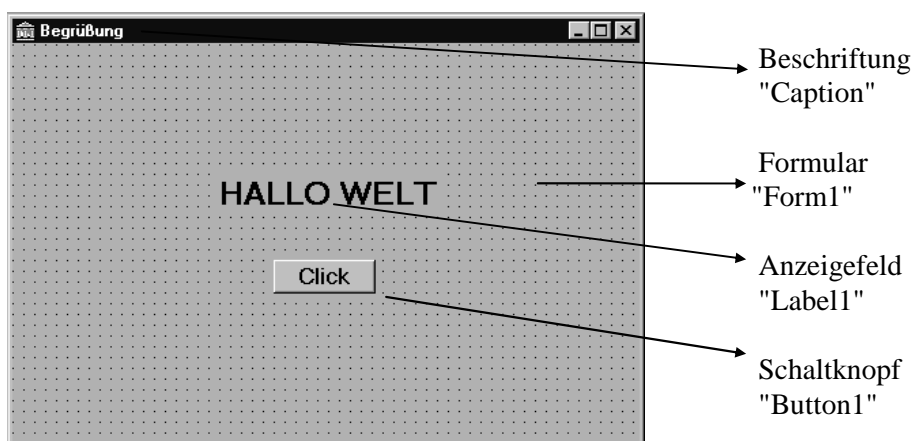 Begrüßung
Beschriftung
"Caption"
Formular
"Form1"
HALLO WELT
Anzeigefeld
"Label1"
Click
Schaltknopf
"Button1"